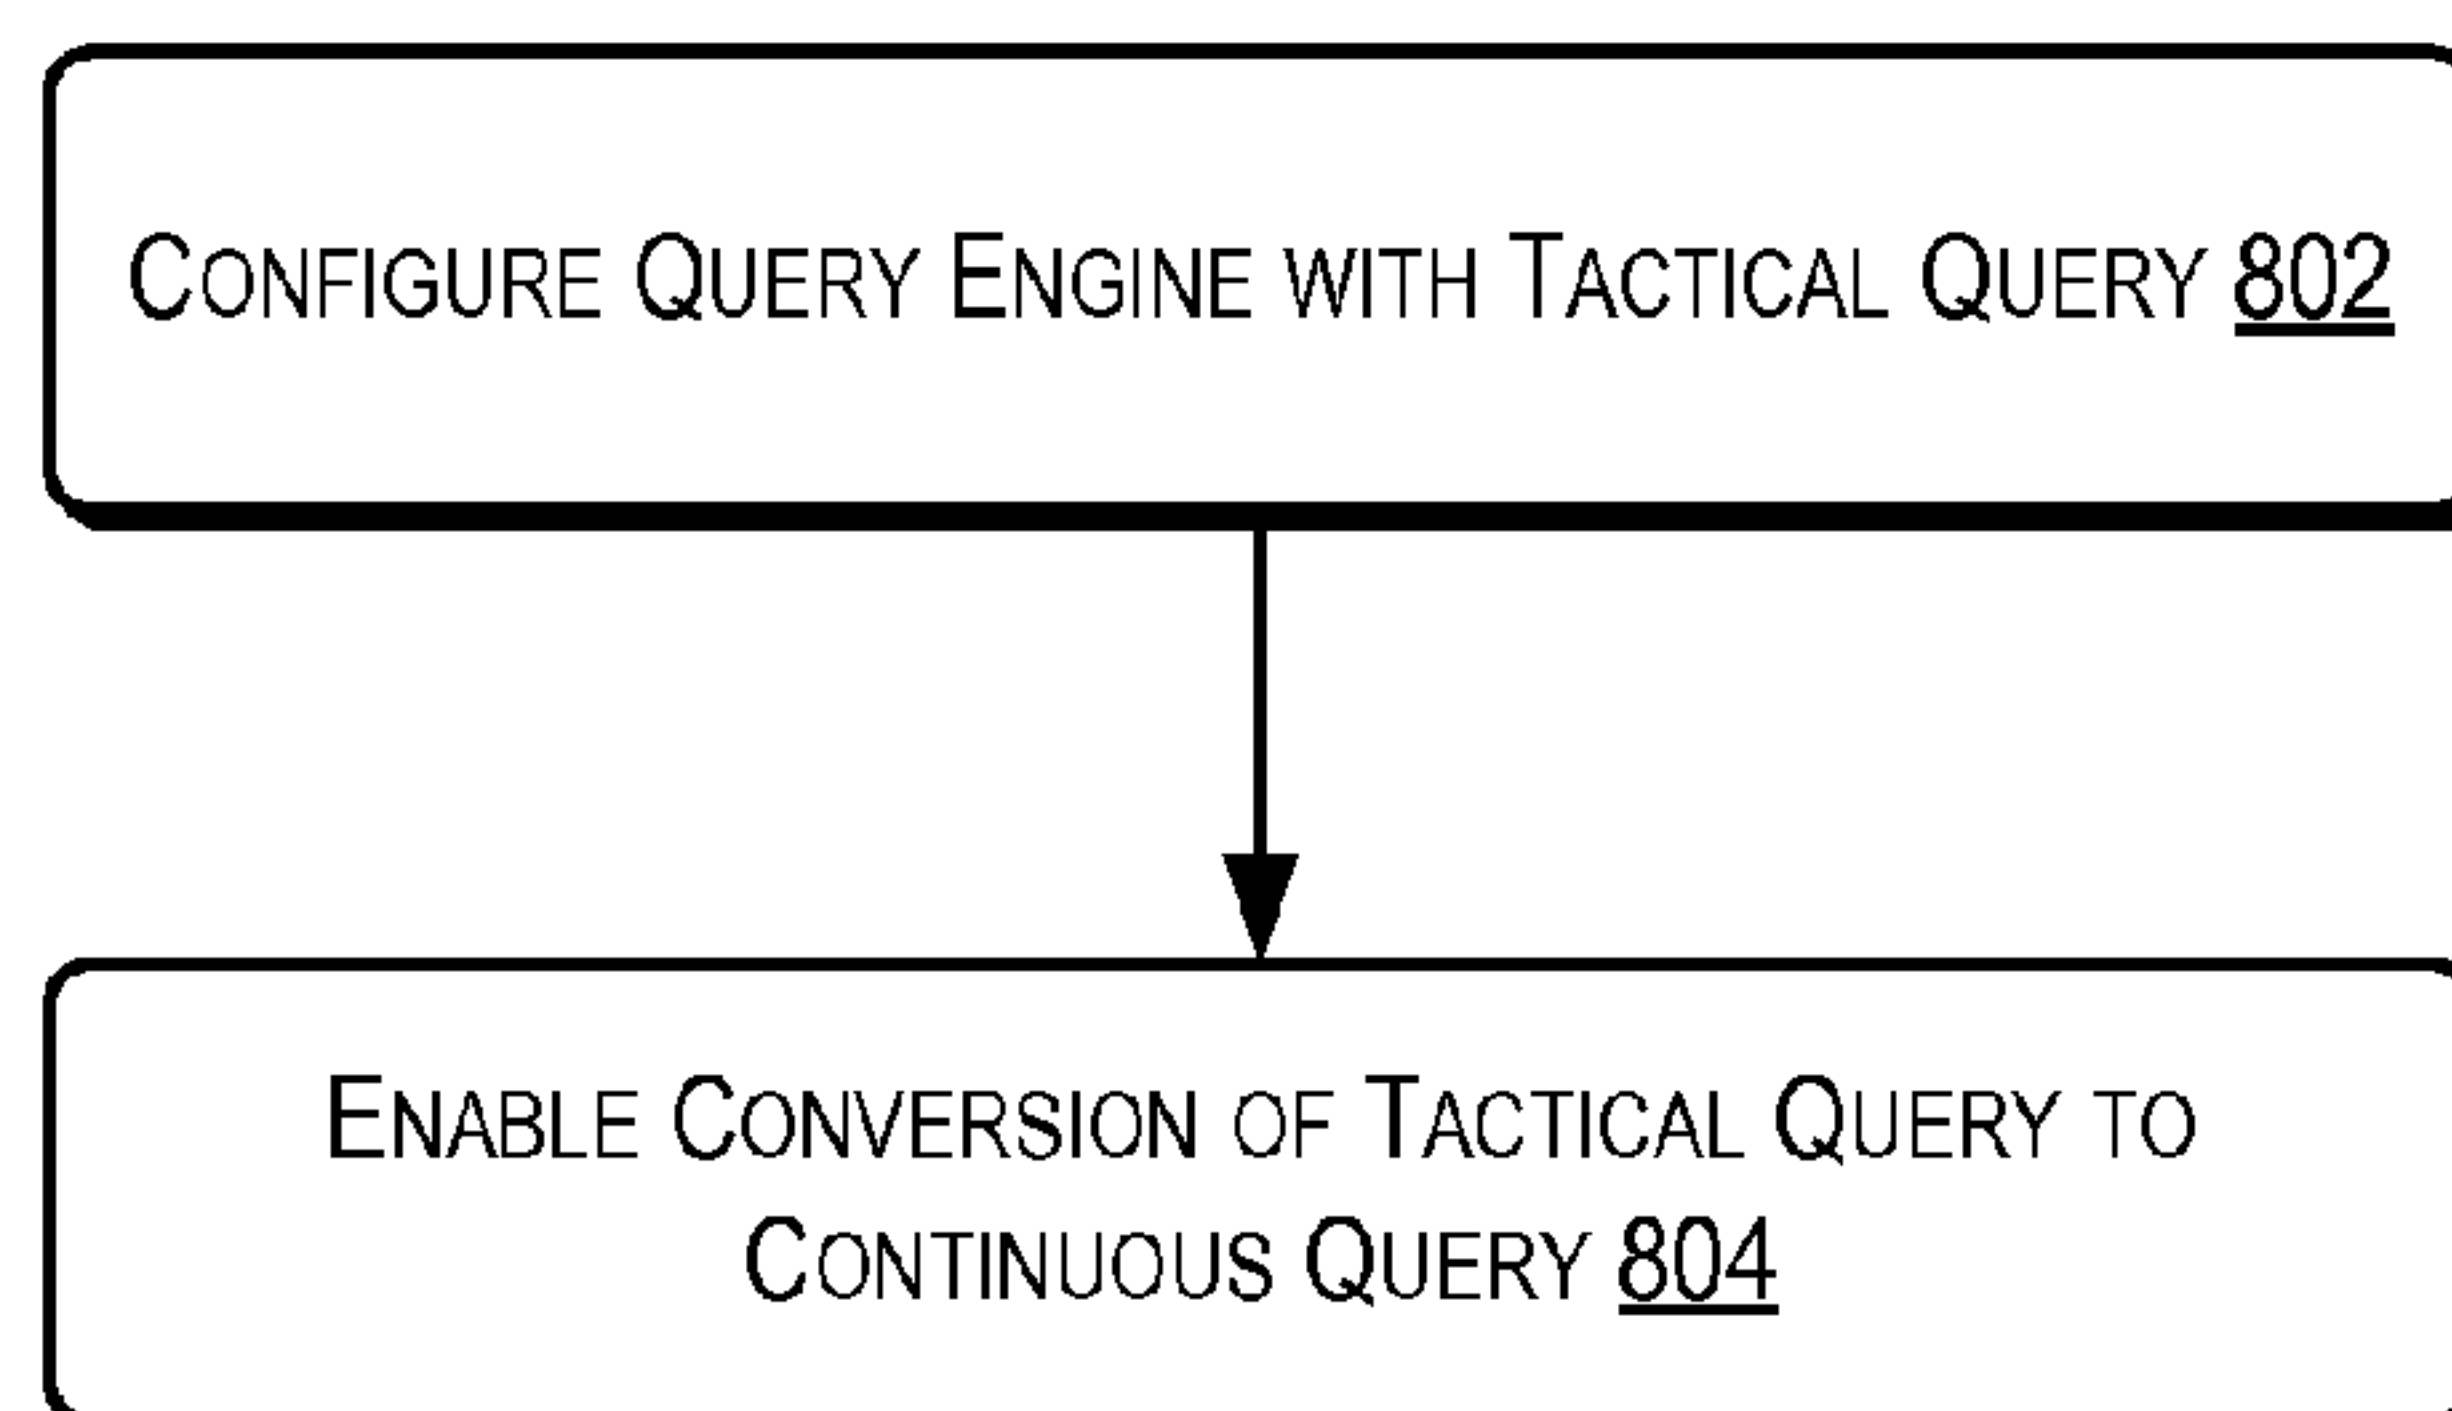 Configure Query Engine with Tactical Query 802
Enable Conversion of Tactical Query to
Continuous Query 804